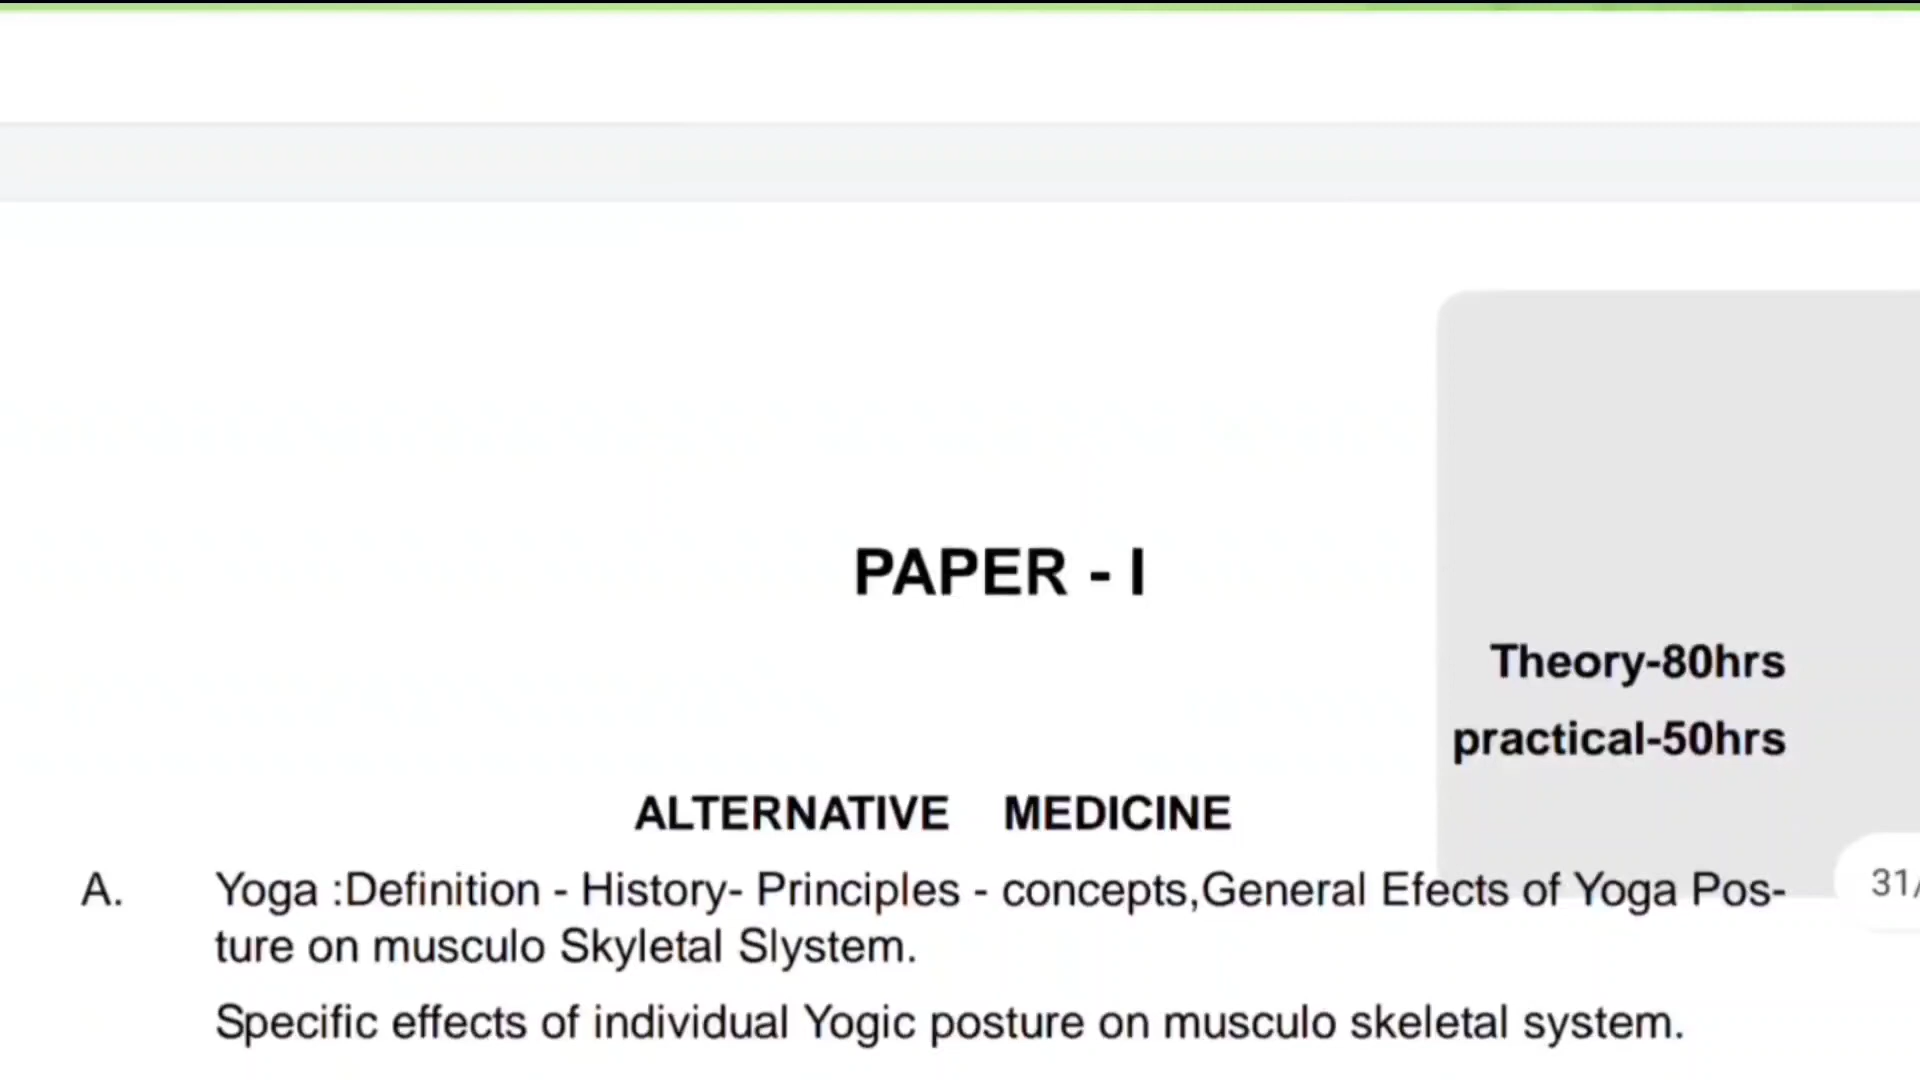 PAPER - I
Theory-80hrs
practical-50hrs
ALTERNATIVE MEDICINE
A. Yoga :Definition - History- Principles - concepts,General Efects of Yoga Pos-
ture on musculo Skyletal Slystem.
31/
Specific effects of individual Yogic posture on musculo skeletal system.